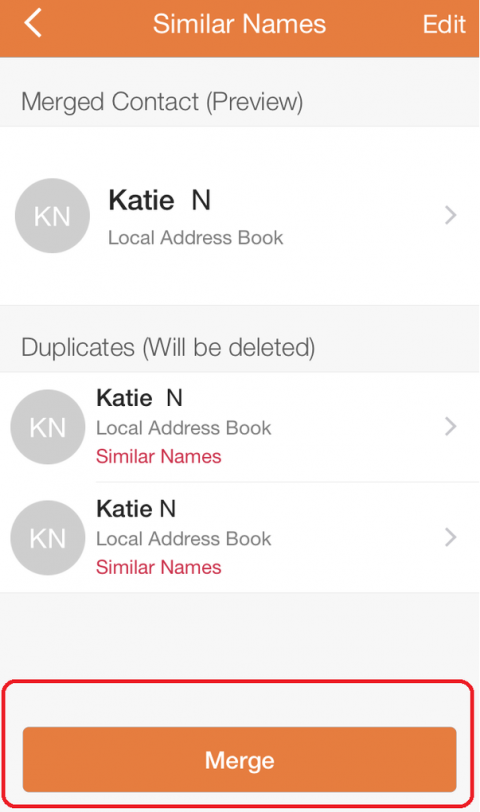 Similar Names Edit
Merged Contact (Preview)
KN
Katie N
Local Address Book
Duplicates (Will be deleted)
KN
Katie N
Local Address Book
Similar Names
KN
Katie N
Local Address Book
Similar Names
Merge